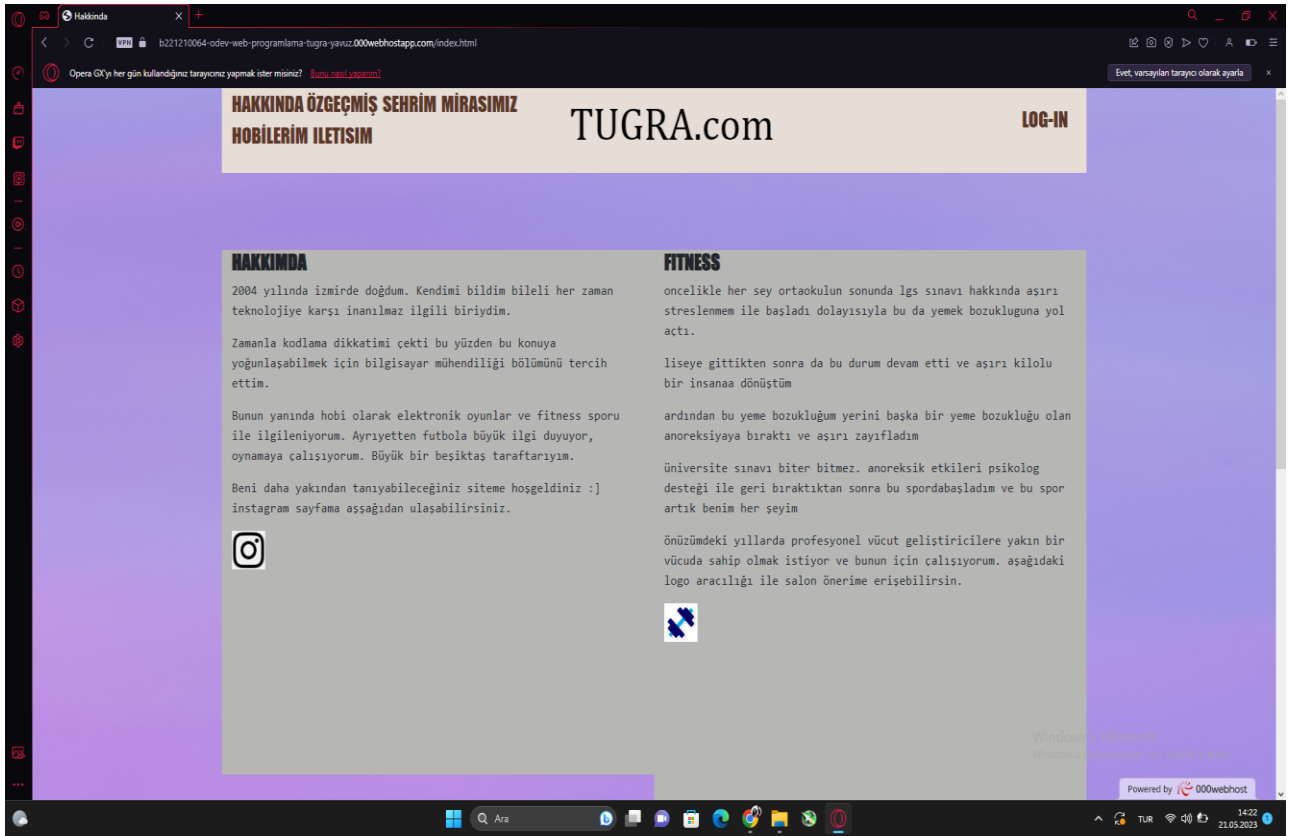 Hakkinda
VPN
b221210064-odev-web-programlama-tugra-yavuz.000webhostapp.com/index.html
Opera GX'yı her gün kullandığınız tarayıcınız yapmak ister misiniz? Bunu nasıl yaparım?
Evet, varsayılan tarayıcı olarak ayarla
HAKKINDA ÖZGEÇMİŞ SEHRİM MİRASIMIZ
HOBİLERİM ILETISIM
TUGRA.com
LOG-IN
HAKKIMDA
2004 yılında izmirde doğdum. Kendimi bildim bileli her zaman
teknolojiye karşı inanılmaz ilgili biriydim.
Zamanla kodlama dikkatimi çekti bu yüzden bu konuya
yoğunlaşabilmek için bilgisayar mühendiliği bölümünü tercih
ettim.
Bunun yanında hobi olarak elektronik oyunlar ve fitness sporu
ile ilgileniyorum. Ayrıyetten futbola büyük ilgi duyuyor,
oynamaya çalışıyorum. Büyük bir beşiktaş taraftarıyım.
Beni daha yakından tanıyabileceğiniz siteme hoşgeldiniz :]
instagram sayfama aşşağıdan ulaşabilirsiniz.
FITNESS
oncelikle her sey ortaokulun sonunda lgs sınavı hakkında aşırı
streslenmem ile başladı dolayısıyla bu da yemek bozukluguna yol
açtı.
liseye gittikten sonra da bu durum devam etti ve aşırı kilolu
bir insanaa dönüştüm
ardından bu yeme bozukluğum yerini başka bir yeme bozukluğu olan
anoreksiyaya bıraktı ve aşırı zayıfladım
üniversite sınavı biter bitmez. anoreksik etkileri psikolog
desteği ile geri bıraktıktan sonra bu spordabaşladım ve bu spor
artık benim her şeyim
önüzümdeki yıllarda profesyonel vücut geliştiricilere yakın bir
vücuda sahip olmak istiyor ve bunun için çalışıyorum. aşağıdaki
logo aracılığı ile salon önerime erişebilirsin.
Windows
Powered by 000webhost
Ara
TUR
14:22
21.05.2023
1